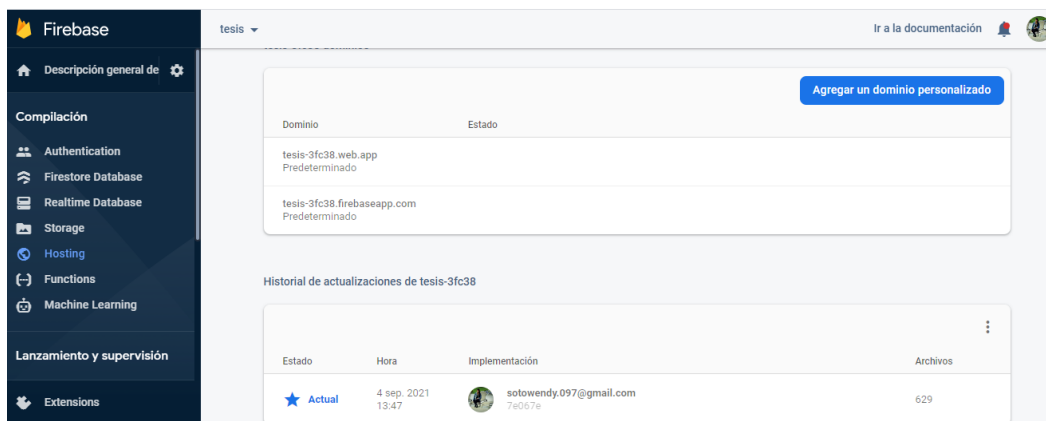 Firebase
tesis
Ir a la documentación
Descripción general de
Compilación
Authentication
Firestore Database
Realtime Database
Storage
Hosting
Functions
Machine Learning
Lanzamiento y supervisión
Extensions
Agregar un dominio personalizado
Dominio Estado
tesis-3fc38.web.app
Predeterminado
tesis-3fc38.firebaseapp.com
Predeterminado
Historial de actualizaciones de tesis-3fc38
Estado Hora Implementación Archivos
Actual 4 sep. 2021 sotowendy.097@gmail.com 629
13:47 7e067e